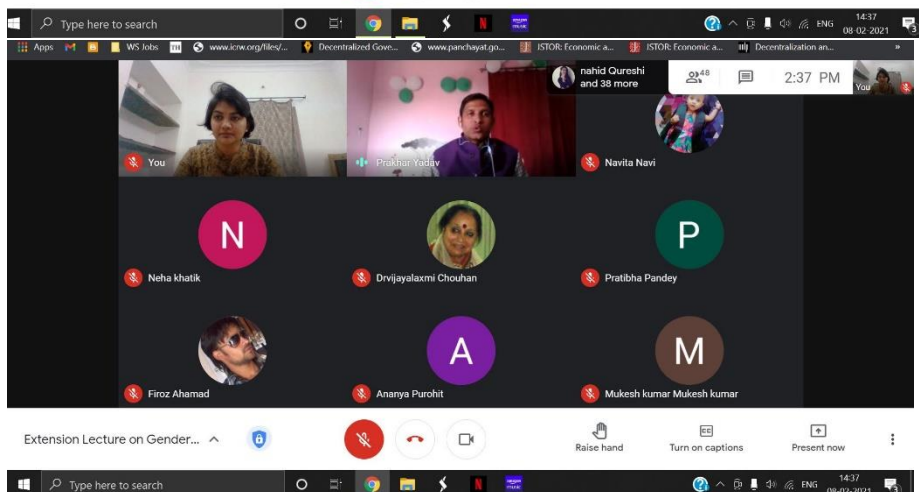 Type here to search
ENG
14:37
08-02-2021
3
Apps
WS Jobs
TH
www.icrw.org/files/...
Decentralized Gove...
www.panchayat.go...
ISTOR: Economic a...
ISTOR: Economic a...
Decentralization an...
»
nahid Qureshi
and 38 more
48
2:37 PM
You
You
Prakhar Yadav
Navita Navi
N
P
Neha khatik
Drvijayalaxmi Chouhan
Pratibha Pandey
A
M
Firoz Ahamad
Ananya Purohit
Mukesh kumar Mukesh kumar
Extension Lecture on Gender...
Raise hand
Turn on captions
Present now
Type here to search
ENG
14:37
08-02-2021